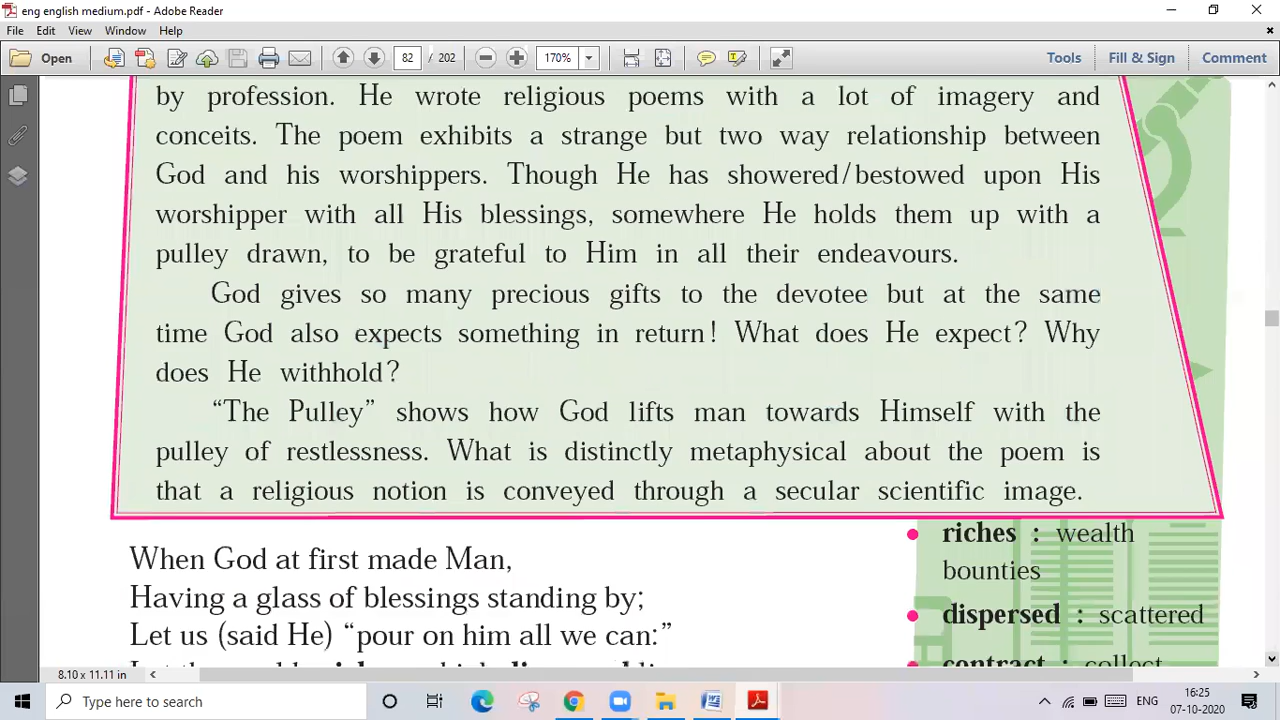 eng english medium.pdf - Adobe Reader
File Edit View Window Help
Open 82 / 202 170% Tools Fill & Sign Comment
by profession. He wrote religious poems with a lot of imagery and
conceits. The poem exhibits a strange but two way relationship between
God and his worshippers. Though He has showered/bestowed upon His
worshipper with all His blessings, somewhere He holds them up with a
pulley drawn, to be grateful to Him in all their endeavours.
God gives so many precious gifts to the devotee but at the same
time God also expects something in return! What does He expect? Why
does He withhold?
“The Pulley” shows how God lifts man towards Himself with the
pulley of restlessness. What is distinctly metaphysical about the poem is
that a religious notion is conveyed through a secular scientific image.
When God at first made Man,
Having a glass of blessings standing by;
Let us (said He) “pour on him all we can:”
riches : wealth
bounties
dispersed : scattered
contract : collect
8.10 x 11.11 in
Type here to search
ENG
16:25
07-10-2020